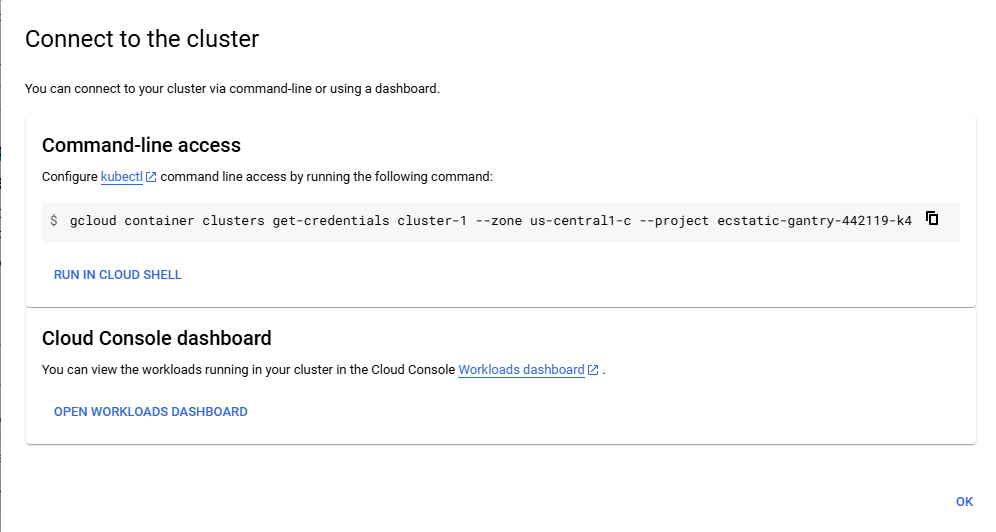 Connect to the cluster
You can connect to your cluster via command-line or using a dashboard.
Command-line access
Configure kubectl command line access by running the following command:
$ gcloud container clusters get-credentials cluster-1 --zone us-central1-c --project ecstatic-gantry-442119-k4
RUN IN CLOUD SHELL
Cloud Console dashboard
You can view the workloads running in your cluster in the Cloud Console Workloads dashboard .
OPEN WORKLOADS DASHBOARD
OK